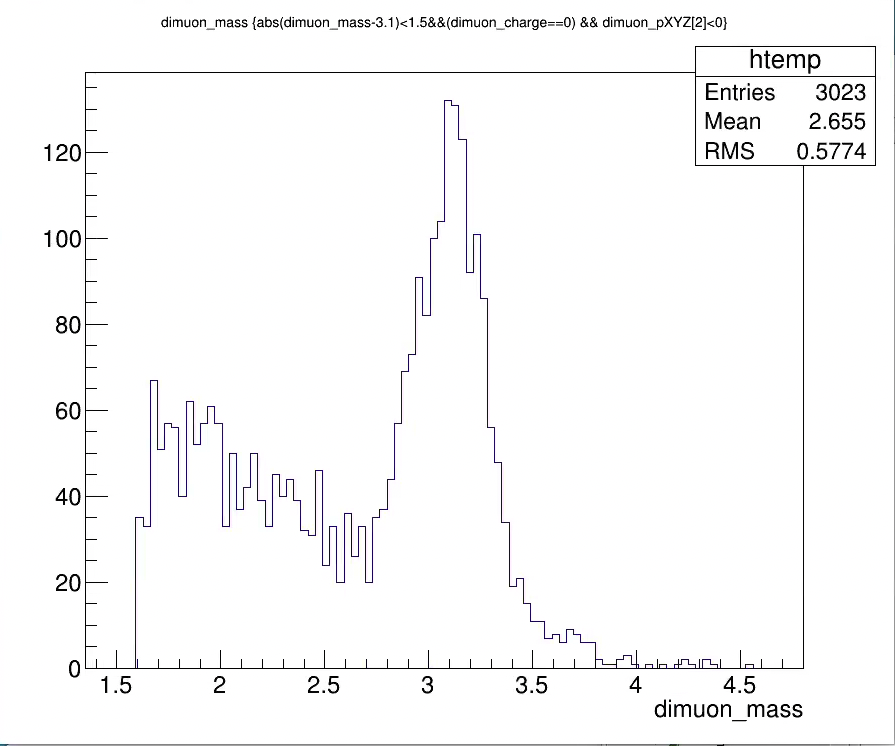 dimuon_mass {abs(dimuon_mass-3.1)<1.5&&(dimuon_charge==0) && dimuon_pXYZ[2]<0}
htemp
Entries 3023
Mean 2.655
RMS 0.5774
120
100
80
60
40
20
0
1.5 2 2.5 3 3.5 4 4.5
dimuon_mass